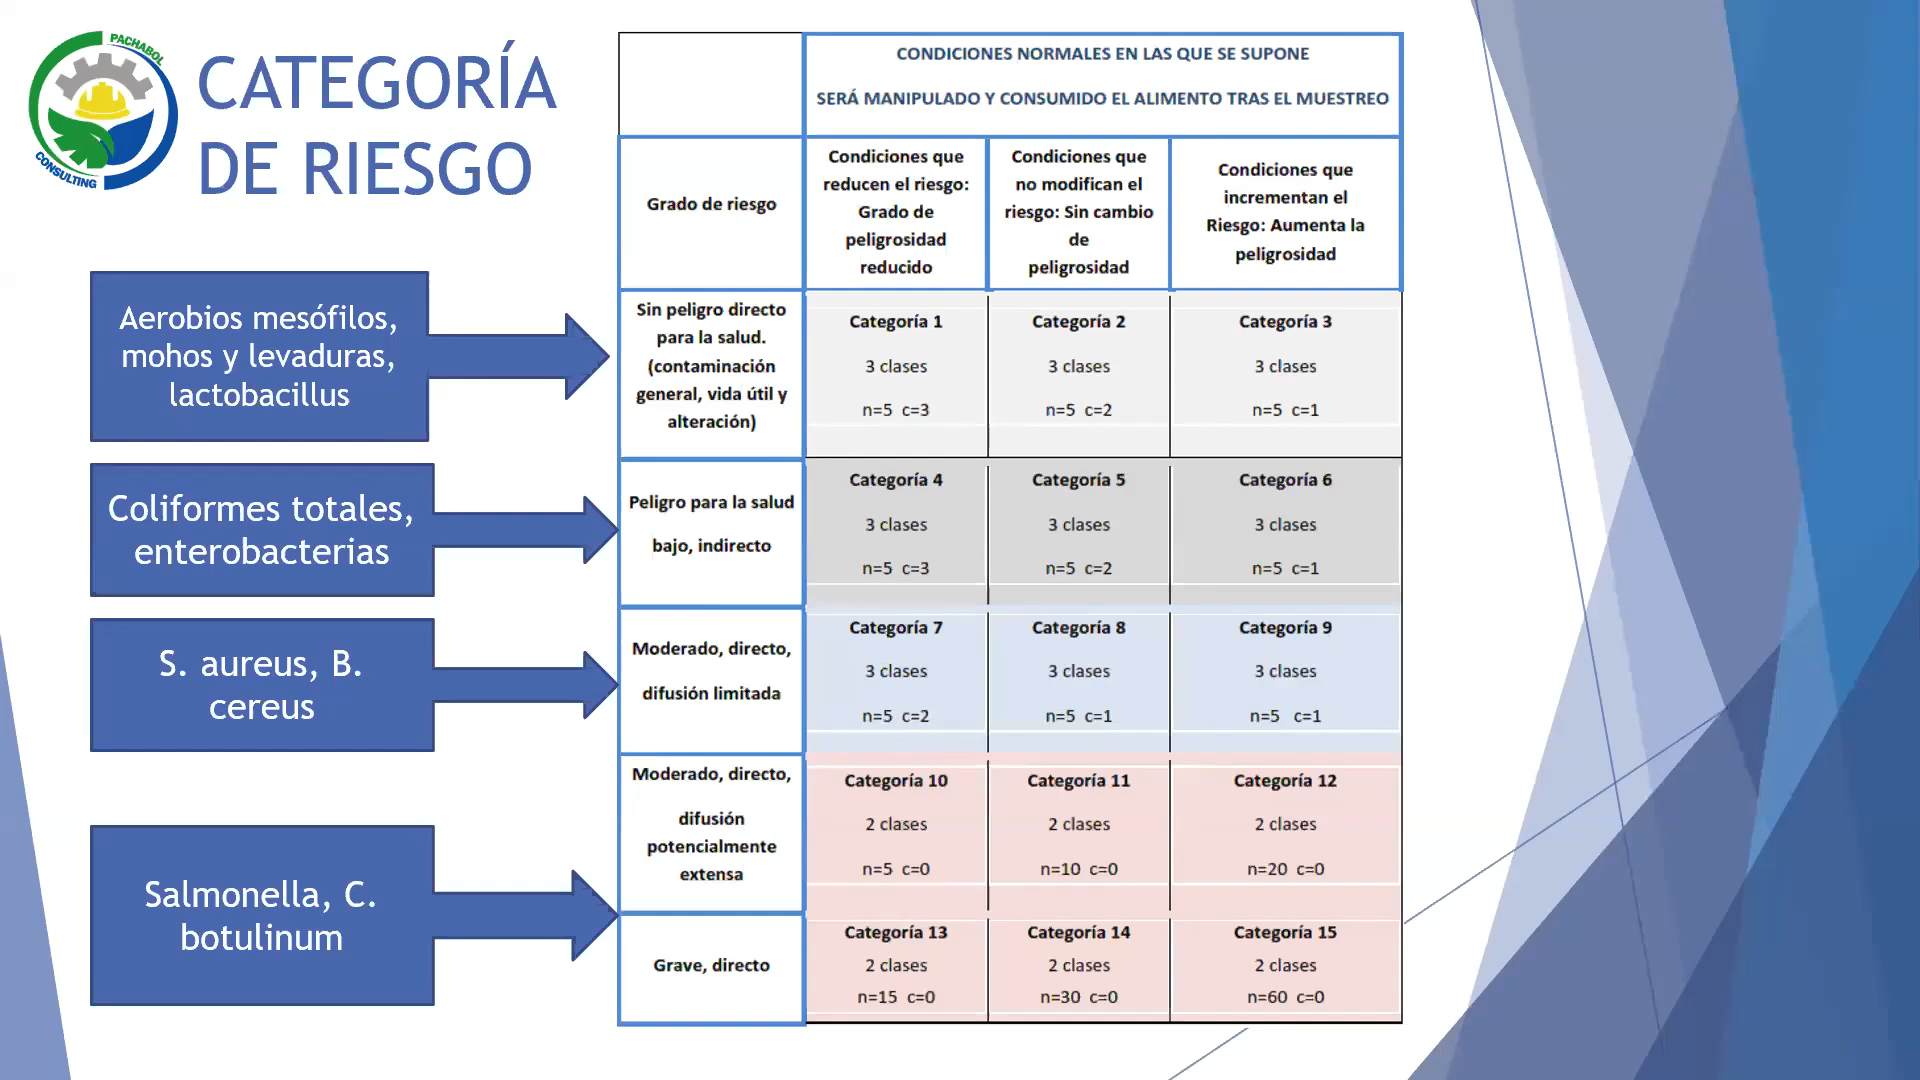 PACHABOL
CONSULTING
CATEGORÍA
DE RIESGO
Aerobios mesófilos,
mohos y levaduras,
lactobacillus
Coliformes totales,
enterobacterias
S. aureus, B.
cereus
Salmonella, C.
botulinum
CONDICIONES NORMALES EN LAS QUE SE SUPONE
SERÁ MANIPULADO Y CONSUMIDO EL ALIMENTO TRAS EL MUESTREO
Grado de riesgo
Condiciones que
reducen el riesgo:
Grado de
peligrosidad
reducido
Condiciones que
no modifican el
riesgo: Sin cambio
de
peligrosidad
Condiciones que
incrementan el
Riesgo: Aumenta la
peligrosidad
Sin peligro directo
para la salud.
(contaminación
general, vida útil y
alteración)
Categoría 1
3 clases
n=5 c=3
Categoría 2
3 clases
n=5 c=2
Categoría 3
3 clases
n=5 c=1
Peligro para la salud
bajo, indirecto
Categoría 4
3 clases
n=5 c=3
Categoría 5
3 clases
n=5 c=2
Categoría 6
3 clases
n=5 c=1
Moderado, directo,
difusión limitada
Categoría 7
3 clases
n=5 c=2
Categoría 8
3 clases
n=5 c=1
Categoría 9
3 clases
n=5 c=1
Moderado, directo,
difusión
potencialmente
extensa
Categoría 10
2 clases
n=5 c=0
Categoría 11
2 clases
n=10 c=0
Categoría 12
2 clases
n=20 c=0
Grave, directo
Categoría 13
2 clases
n=15 c=0
Categoría 14
2 clases
n=30 c=0
Categoría 15
2 clases
n=60 c=0